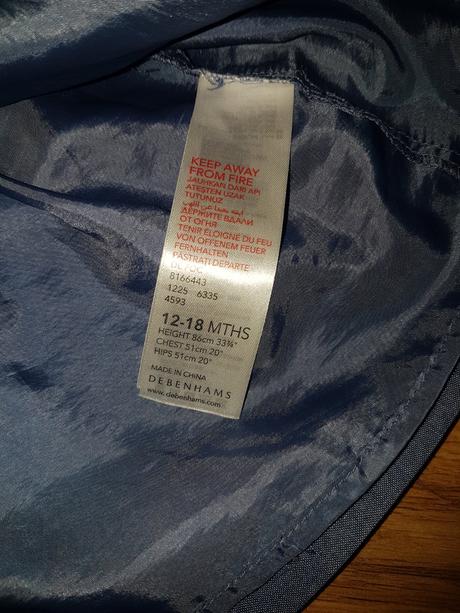 KEEP AWAY
FROM FIRE
JAUHKAN DARI API
ATEŞTEN UZAK
TUTUNUZ
ДЕРЖИТЕ ВДАЛИ
ОТ ОГНЯ
TENIR ÉLOIGNE DU FEU
VON OFFENEM FEUER
FERNHALTEN
PASTRATI DEPARTE
8166443
1225 6335
4593
12-18 MTHS
HEIGHT 86cm 33¾"
CHEST 51cm 20"
HIPS 51cm 20"
MADE IN CHINA
DEBENHAMS
www.debenhams.com